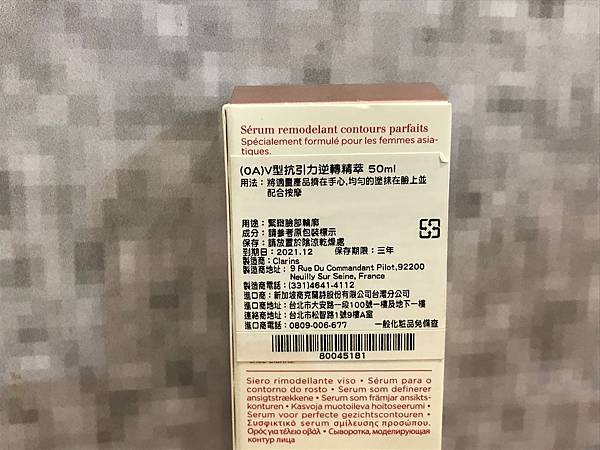 Sérum remodelant contours parfaits
Spécialement formulé pour les femmes asia-
tiques.
(OA)V型抗引力逆轉精萃 50ml
用法：將適量產品擠在手心,均勻的塗抹在臉上並
配合按摩
用途：緊緻臉部輪廓
成分：請參考原包裝標示
保存：請放置於陰涼乾燥處
到期日：2021.12 保存期限：三年
製造商：Clarins
製造商地址：9 Rue Du Commandant Pilot,92200
Neuilly Sur Seine, France
製造商電話：(331)4641-4112
進口商：新加坡商克蘭詩股份有限公司台灣分公司
進口商地址：台北市大安路一段100號一樓及地下一樓
連絡商地址：台北市松智路1號9樓A室
進口商電話：0809-006-677 一般化粧品免備查
80045181
Siero rimodellante viso • Sérum para o
contorno do rosto • Serum som definerer
ansigtstrækkene • Serum som främjar ansikts-
konturen • Kasvoja muotoileva hoitoseerumi •
Serum voor perfecte gezichtscontouren •
Συσφικτικό serum σμίλευσης προσώπου.
Ορός για τέλειο οβάλ • Сыворотка, моделирующая
контур лица